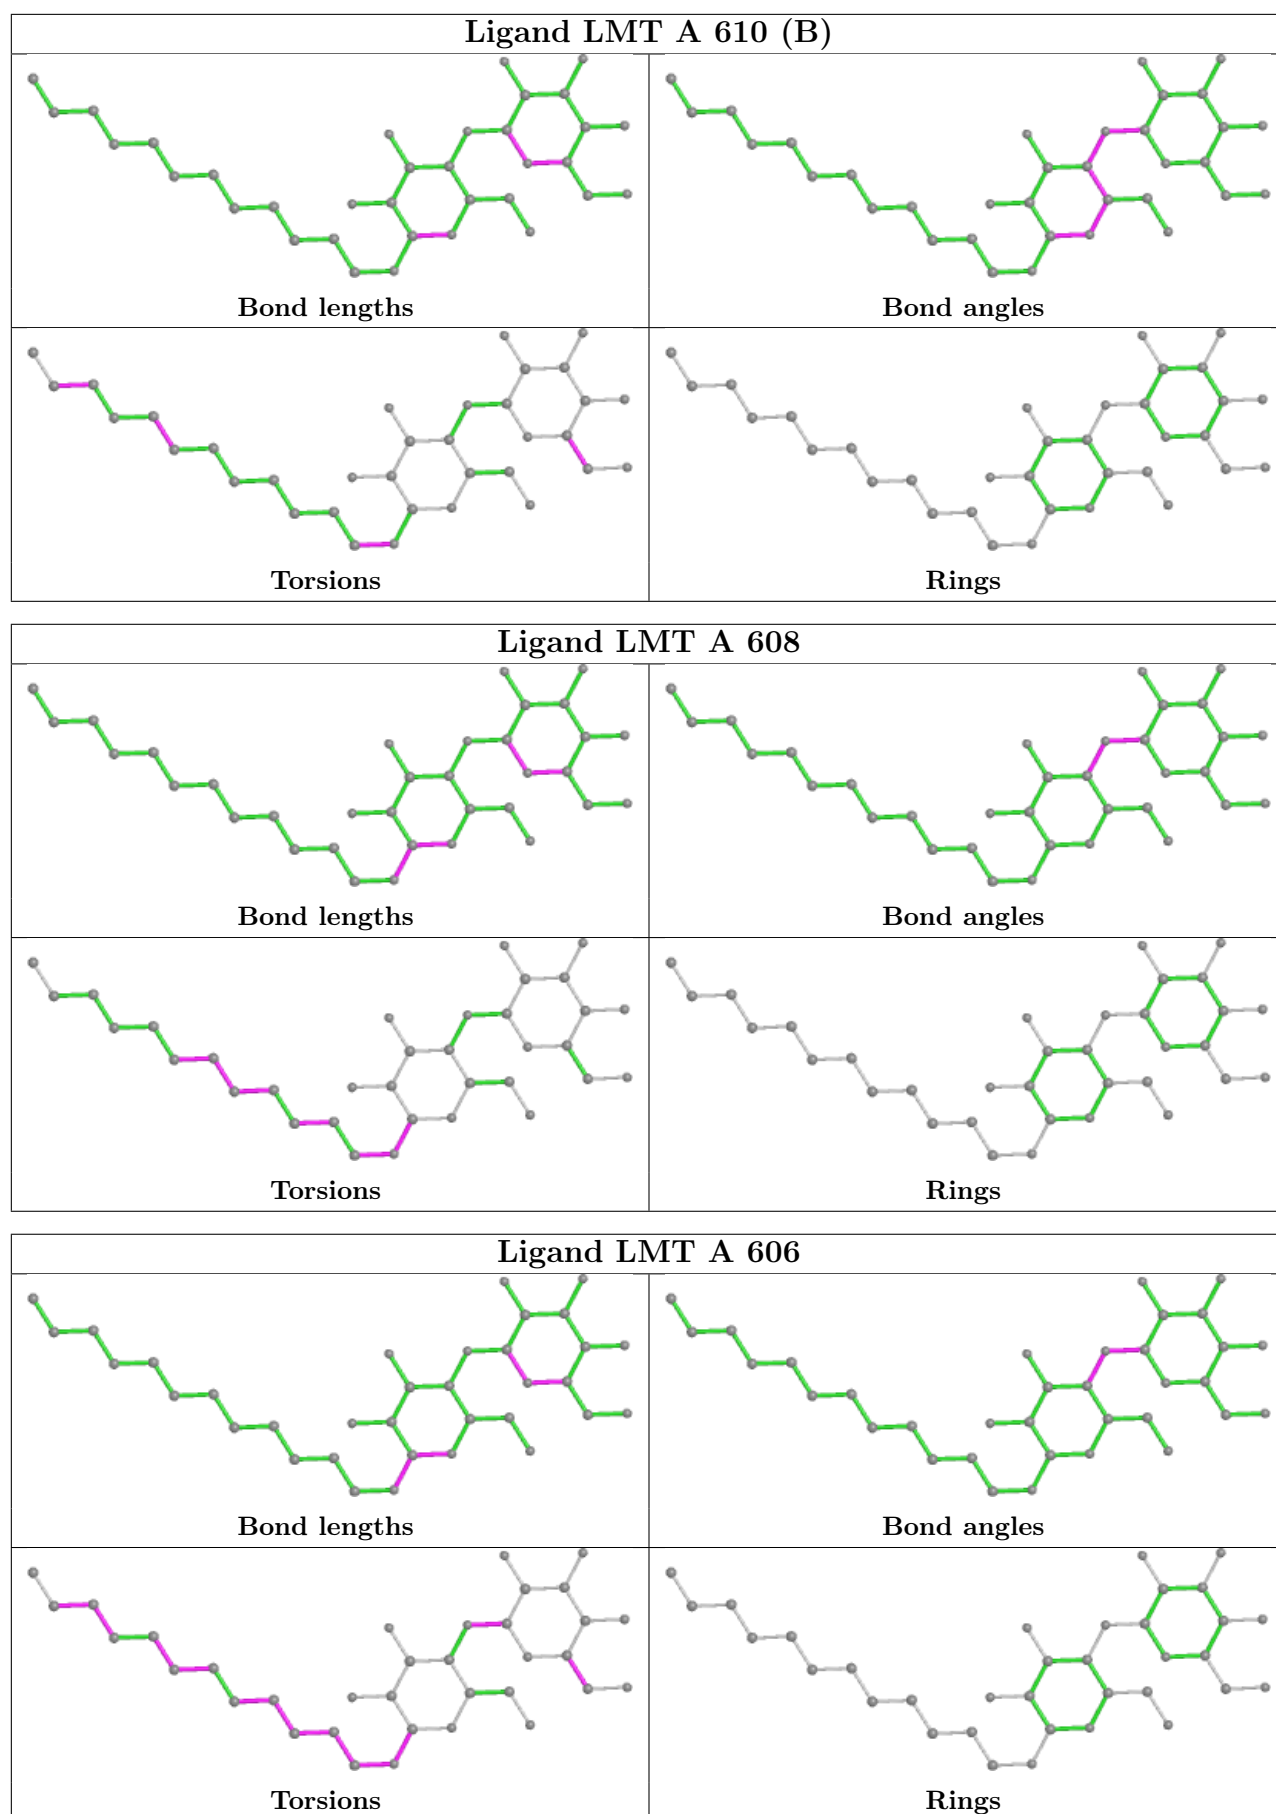 Ligand LMT A 610 (B)
Bond lengths
Bond angles
Torsions
Rings
Ligand LMT A 608
Bond lengths
Bond angles
Torsions
Rings
Ligand LMT A 606
Bond lengths
Bond angles
Torsions
Rings